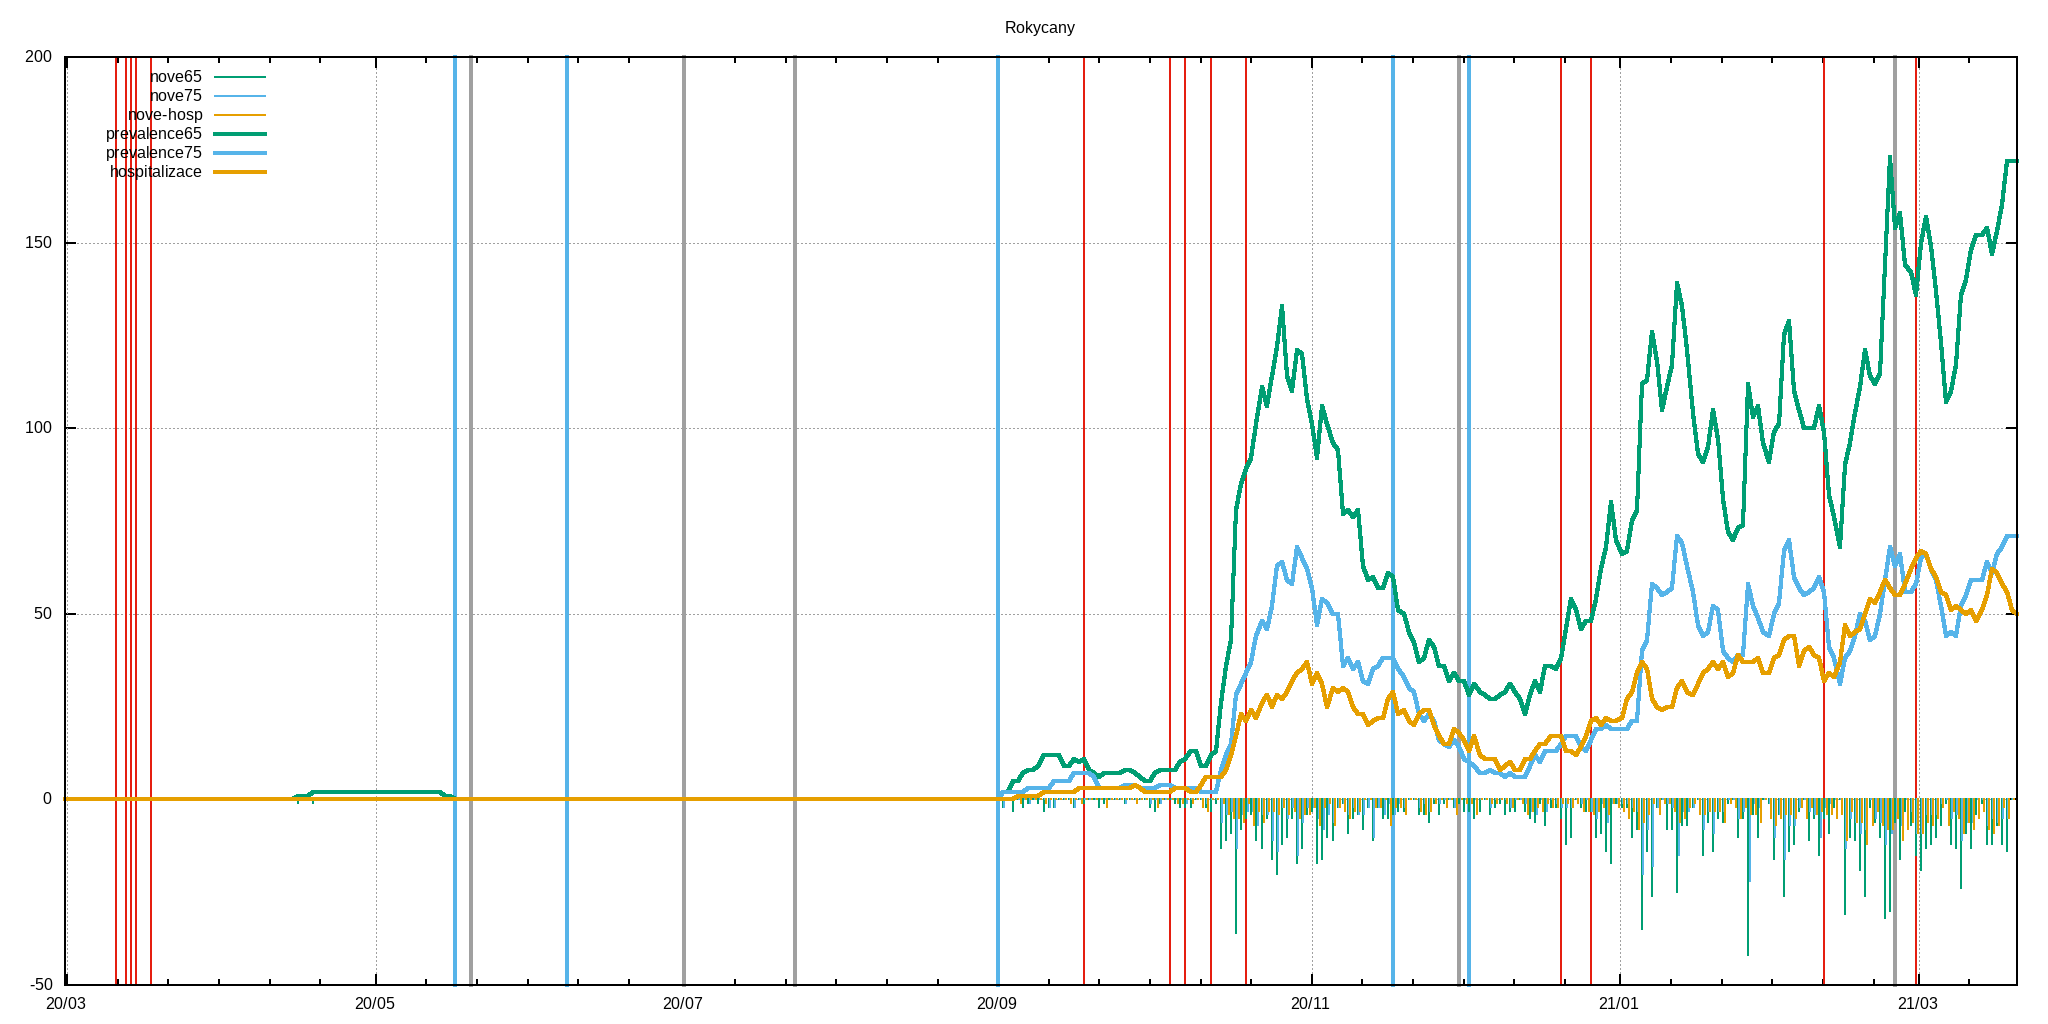 Rokycany
200
150
100
50
0
-50
nove65
nove75
nove-hosp
prevalence65
prevalence75
hospitalizace
20/03 20/05 20/07 20/09 20/11 21/01 21/03